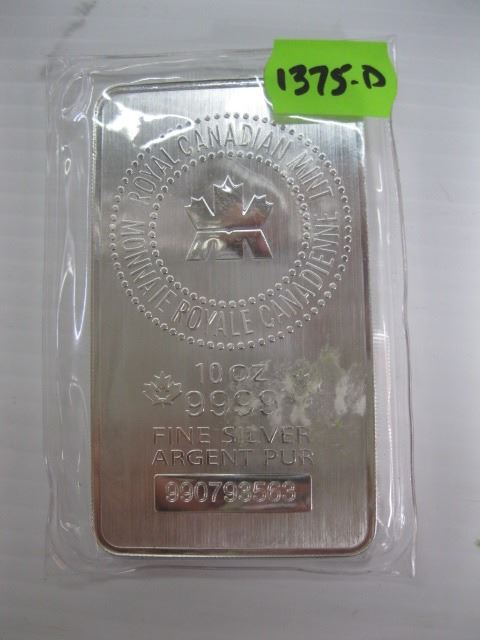 1375-D
ROYAL CANADIAN MINT
MONNAIE ROYALE CANADIENNE
10 oz
9999
FINE SILVER
ARGENT PUR
990793563